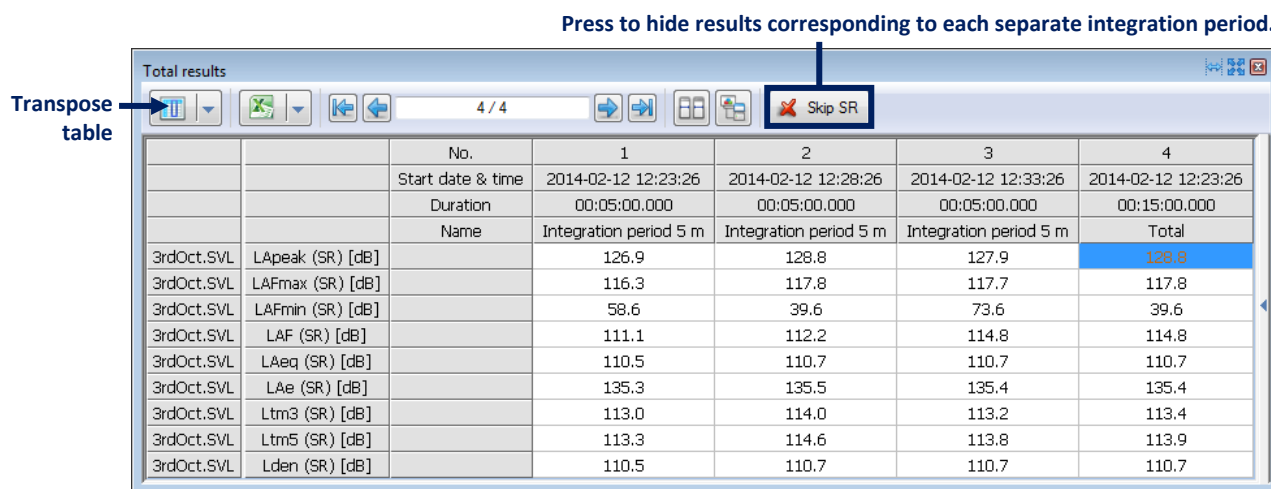 Press to hide results corresponding to each separate integration period.
Total results
Transpose
table
4 / 4
Skip SR
No. 1 2 3 4
Start date & time 2014-02-12 12:23:26 2014-02-12 12:28:26 2014-02-12 12:33:26 2014-02-12 12:23:26
Duration 00:05:00.000 00:05:00.000 00:05:00.000 00:15:00.000
Name Integration period 5 m Integration period 5 m Integration period 5 m Total
3rdOct.SVL LApeak (SR) [dB] 126.9 128.8 127.9 128.8
3rdOct.SVL LAFmax (SR) [dB] 116.3 117.8 117.7 117.8
3rdOct.SVL LAFmin (SR) [dB] 58.6 39.6 73.6 39.6
3rdOct.SVL LAF (SR) [dB] 111.1 112.2 114.8 114.8
3rdOct.SVL LAeq (SR) [dB] 110.5 110.7 110.7 110.7
3rdOct.SVL LAe (SR) [dB] 135.3 135.5 135.4 135.4
3rdOct.SVL Ltm3 (SR) [dB] 113.0 114.0 113.2 113.4
3rdOct.SVL Ltm5 (SR) [dB] 113.3 114.6 113.8 113.9
3rdOct.SVL Lden (SR) [dB] 110.5 110.7 110.7 110.7